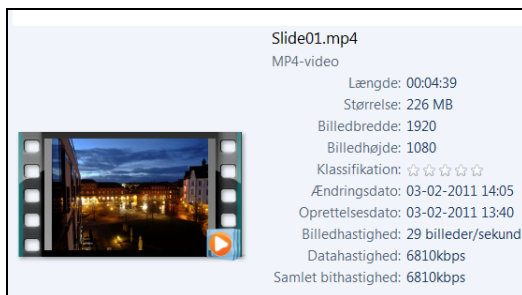 Slide01.mp4
MP4-video
Længde: 00:04:39
Størrelse: 226 MB
Billedbredde: 1920
Billedhøjde: 1080
Klassifikation: ☆☆☆☆☆
Ændringsdato: 03-02-2011 14:05
Oprettelsesdato: 03-02-2011 13:40
Billedhastighed: 29 billeder/sekund
Datahastighed: 6810kbps
Samlet bithastighed: 6810kbps